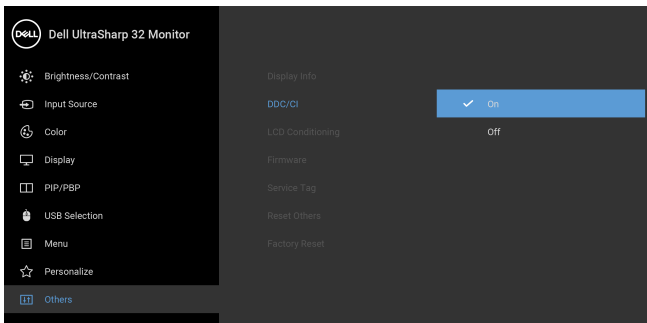 DELL Dell UltraSharp 32 Monitor
Brightness/Contrast
Display Info
Input Source
DDC/CI
On
Color
LCD Conditioning
Off
Display
Firmware
PIP/PBP
Service Tag
USB Selection
Reset Others
Menu
Factory Reset
Personalize
Others